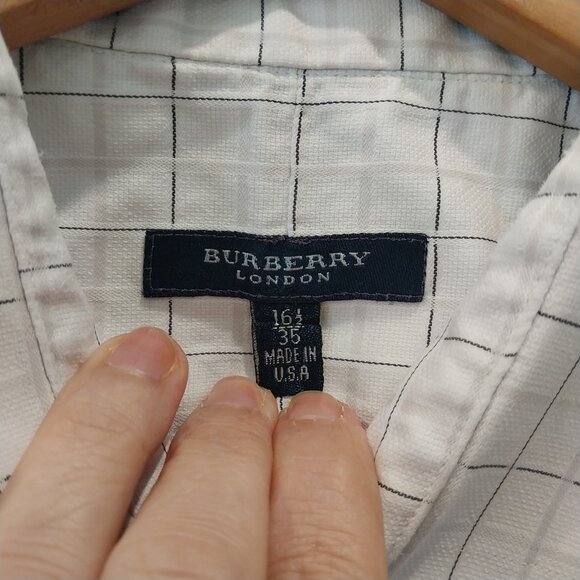 BURBERRY
LONDON
16½
35
MADE IN
U.S.A